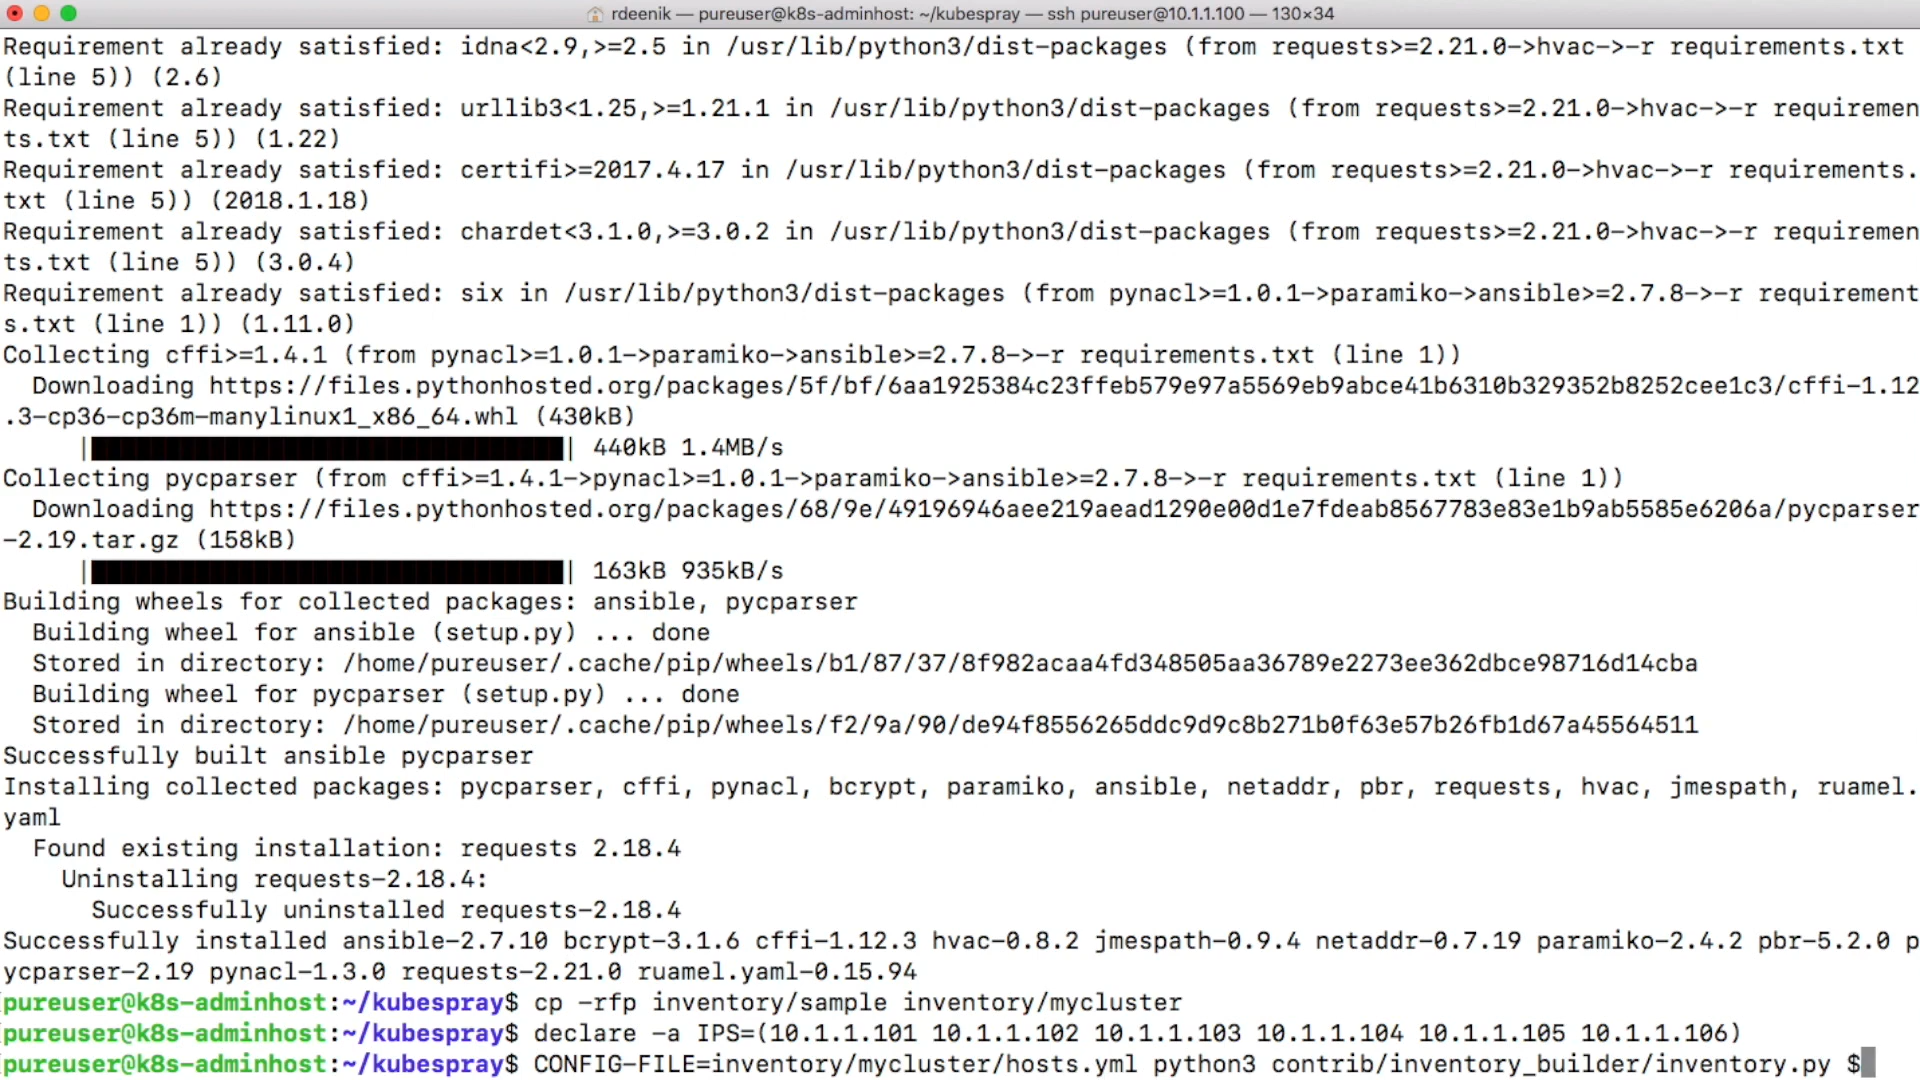 rdeenik — pureuser@k8s-adminhost: ~/kubespray — ssh pureuser@10.1.1.100 — 130×34
Requirement already satisfied: idna<2.9,>=2.5 in /usr/lib/python3/dist-packages (from requests>=2.21.0->hvac->-r requirements.txt
(line 5)) (2.6)
Requirement already satisfied: urllib3<1.25,>=1.21.1 in /usr/lib/python3/dist-packages (from requests>=2.21.0->hvac->-r requiremen
ts.txt (line 5)) (1.22)
Requirement already satisfied: certifi>=2017.4.17 in /usr/lib/python3/dist-packages (from requests>=2.21.0->hvac->-r requirements.
txt (line 5)) (2018.1.18)
Requirement already satisfied: chardet<3.1.0,>=3.0.2 in /usr/lib/python3/dist-packages (from requests>=2.21.0->hvac->-r requiremen
ts.txt (line 5)) (3.0.4)
Requirement already satisfied: six in /usr/lib/python3/dist-packages (from pynacl>=1.0.1->paramiko->ansible>=2.7.8->-r requirement
s.txt (line 1)) (1.11.0)
Collecting cffi>=1.4.1 (from pynacl>=1.0.1->paramiko->ansible>=2.7.8->-r requirements.txt (line 1))
  Downloading https://files.pythonhosted.org/packages/5f/bf/6aa1925384c23ffeb579e97a5569eb9abce41b6310b329352b8252cee1c3/cffi-1.12
.3-cp36-cp36m-manylinux1_x86_64.whl (430kB)
     |████████████████████████████████| 440kB 1.4MB/s
Collecting pycparser (from cffi>=1.4.1->pynacl>=1.0.1->paramiko->ansible>=2.7.8->-r requirements.txt (line 1))
  Downloading https://files.pythonhosted.org/packages/68/9e/49196946aee219aead1290e00d1e7fdeab8567783e83e1b9ab5585e6206a/pycparser
-2.19.tar.gz (158kB)
     |████████████████████████████████| 163kB 935kB/s
Building wheels for collected packages: ansible, pycparser
  Building wheel for ansible (setup.py) ... done
  Stored in directory: /home/pureuser/.cache/pip/wheels/b1/87/37/8f982acaa4fd348505aa36789e2273ee362dbce98716d14cba
  Building wheel for pycparser (setup.py) ... done
  Stored in directory: /home/pureuser/.cache/pip/wheels/f2/9a/90/de94f8556265ddc9d9c8b271b0f63e57b26fb1d67a45564511
Successfully built ansible pycparser
Installing collected packages: pycparser, cffi, pynacl, bcrypt, paramiko, ansible, netaddr, pbr, requests, hvac, jmespath, ruamel.
yaml
  Found existing installation: requests 2.18.4
    Uninstalling requests-2.18.4:
      Successfully uninstalled requests-2.18.4
Successfully installed ansible-2.7.10 bcrypt-3.1.6 cffi-1.12.3 hvac-0.8.2 jmespath-0.9.4 netaddr-0.7.19 paramiko-2.4.2 pbr-5.2.0 p
ycparser-2.19 pynacl-1.3.0 requests-2.21.0 ruamel.yaml-0.15.94
pureuser@k8s-adminhost:~/kubespray$ cp -rfp inventory/sample inventory/mycluster
pureuser@k8s-adminhost:~/kubespray$ declare -a IPS=(10.1.1.101 10.1.1.102 10.1.1.103 10.1.1.104 10.1.1.105 10.1.1.106)
pureuser@k8s-adminhost:~/kubespray$ CONFIG-FILE=inventory/mycluster/hosts.yml python3 contrib/inventory_builder/inventory.py $